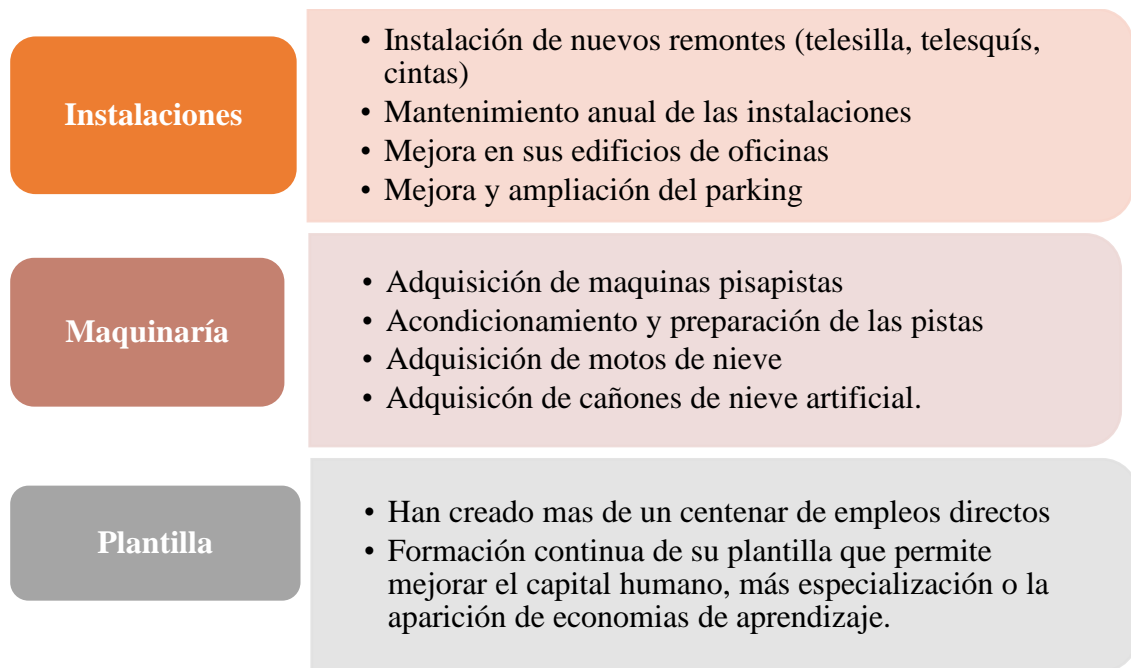 Instalaciones
• Instalación de nuevos remontes (telesilla, telesquís,
cintas)
• Mantenimiento anual de las instalaciones
• Mejora en sus edificios de oficinas
• Mejora y ampliación del parking
Maquinaría
• Adquisición de maquinas pisapistas
• Acondicionamiento y preparación de las pistas
• Adquisición de motos de nieve
• Adquisicón de cañones de nieve artificial.
Plantilla
• Han creado mas de un centenar de empleos directos
• Formación continua de su plantilla que permite
mejorar el capital humano, más especialización o la
aparición de economias de aprendizaje.